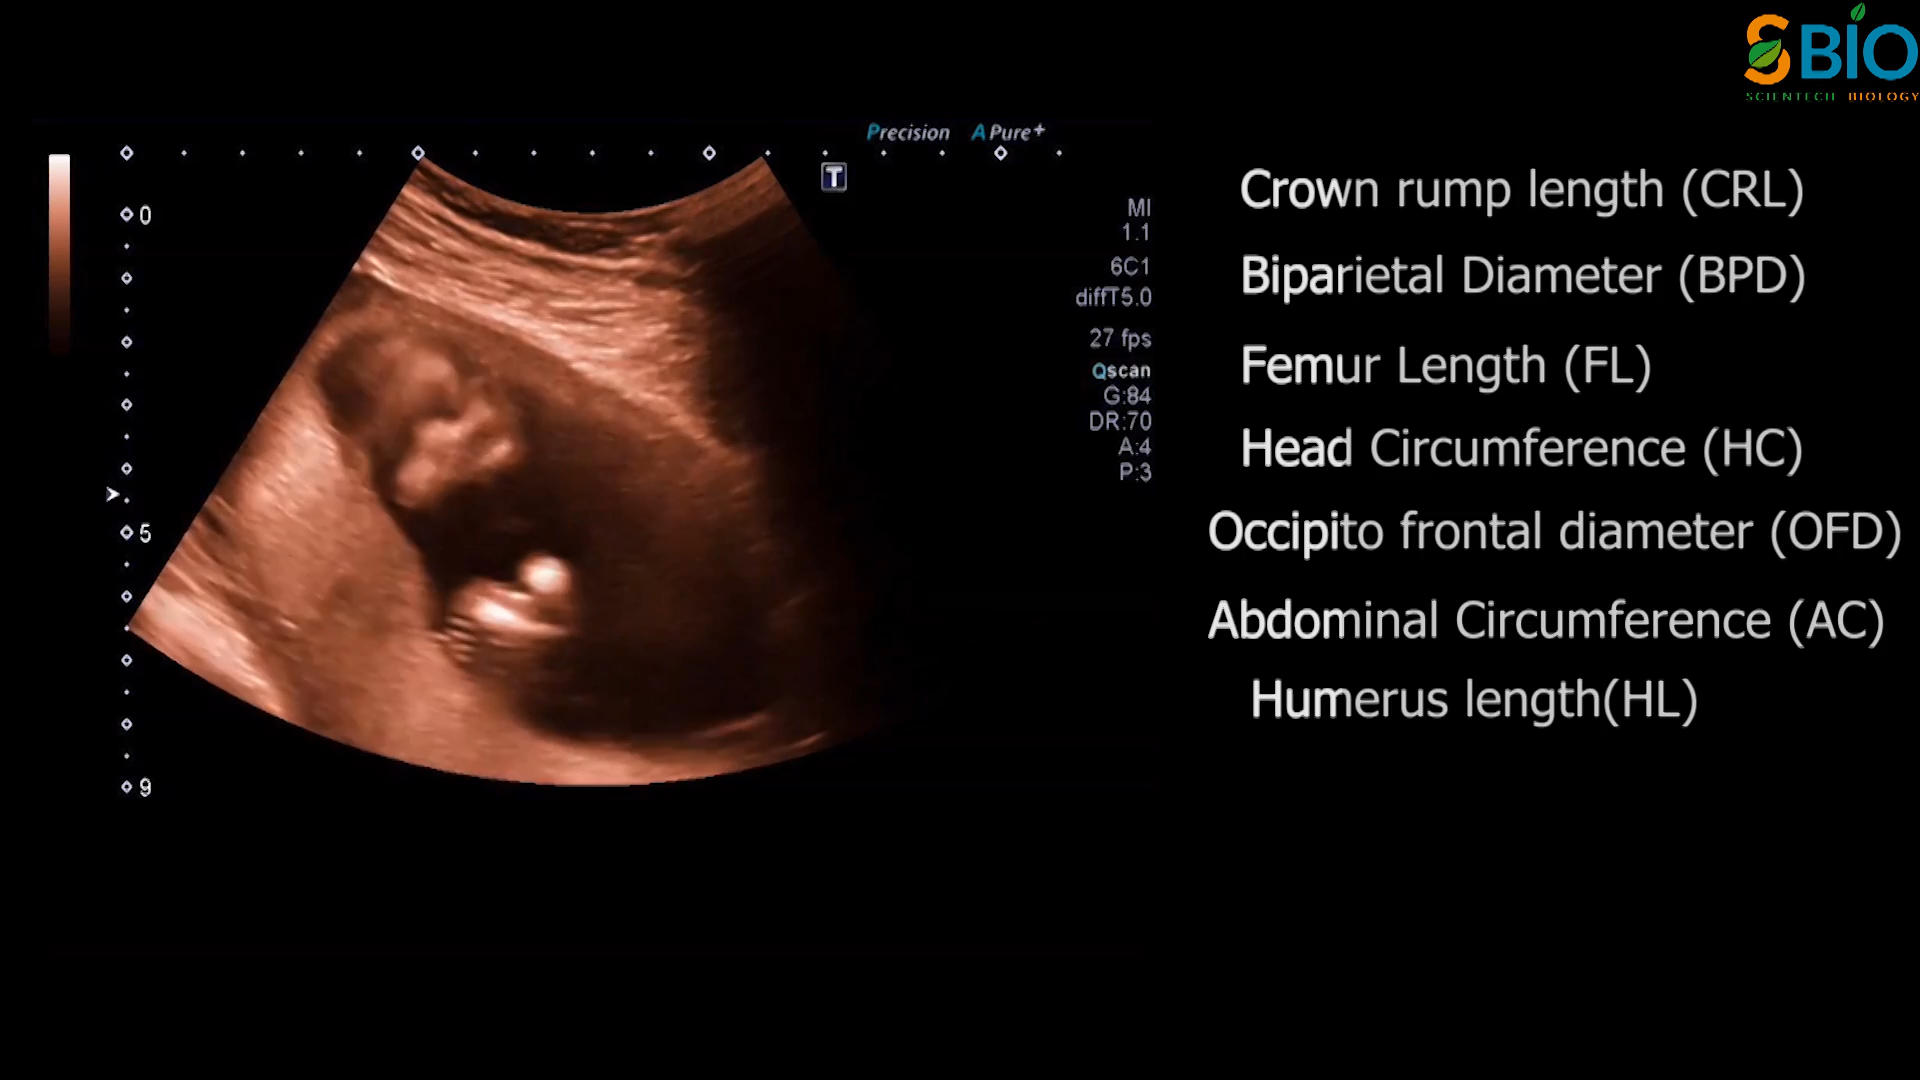 SBIO
SCIENTECH BIOLOGY
Precision APure+
T
0
5
9
MI
1.1
6C1
diffT5.0
27 fps
Qscan
G:84
DR:70
A:4
P:3
Crown rump length (CRL)
Biparietal Diameter (BPD)
Femur Length (FL)
Head Circumference (HC)
Occipito frontal diameter (OFD)
Abdominal Circumference (AC)
Humerus length(HL)